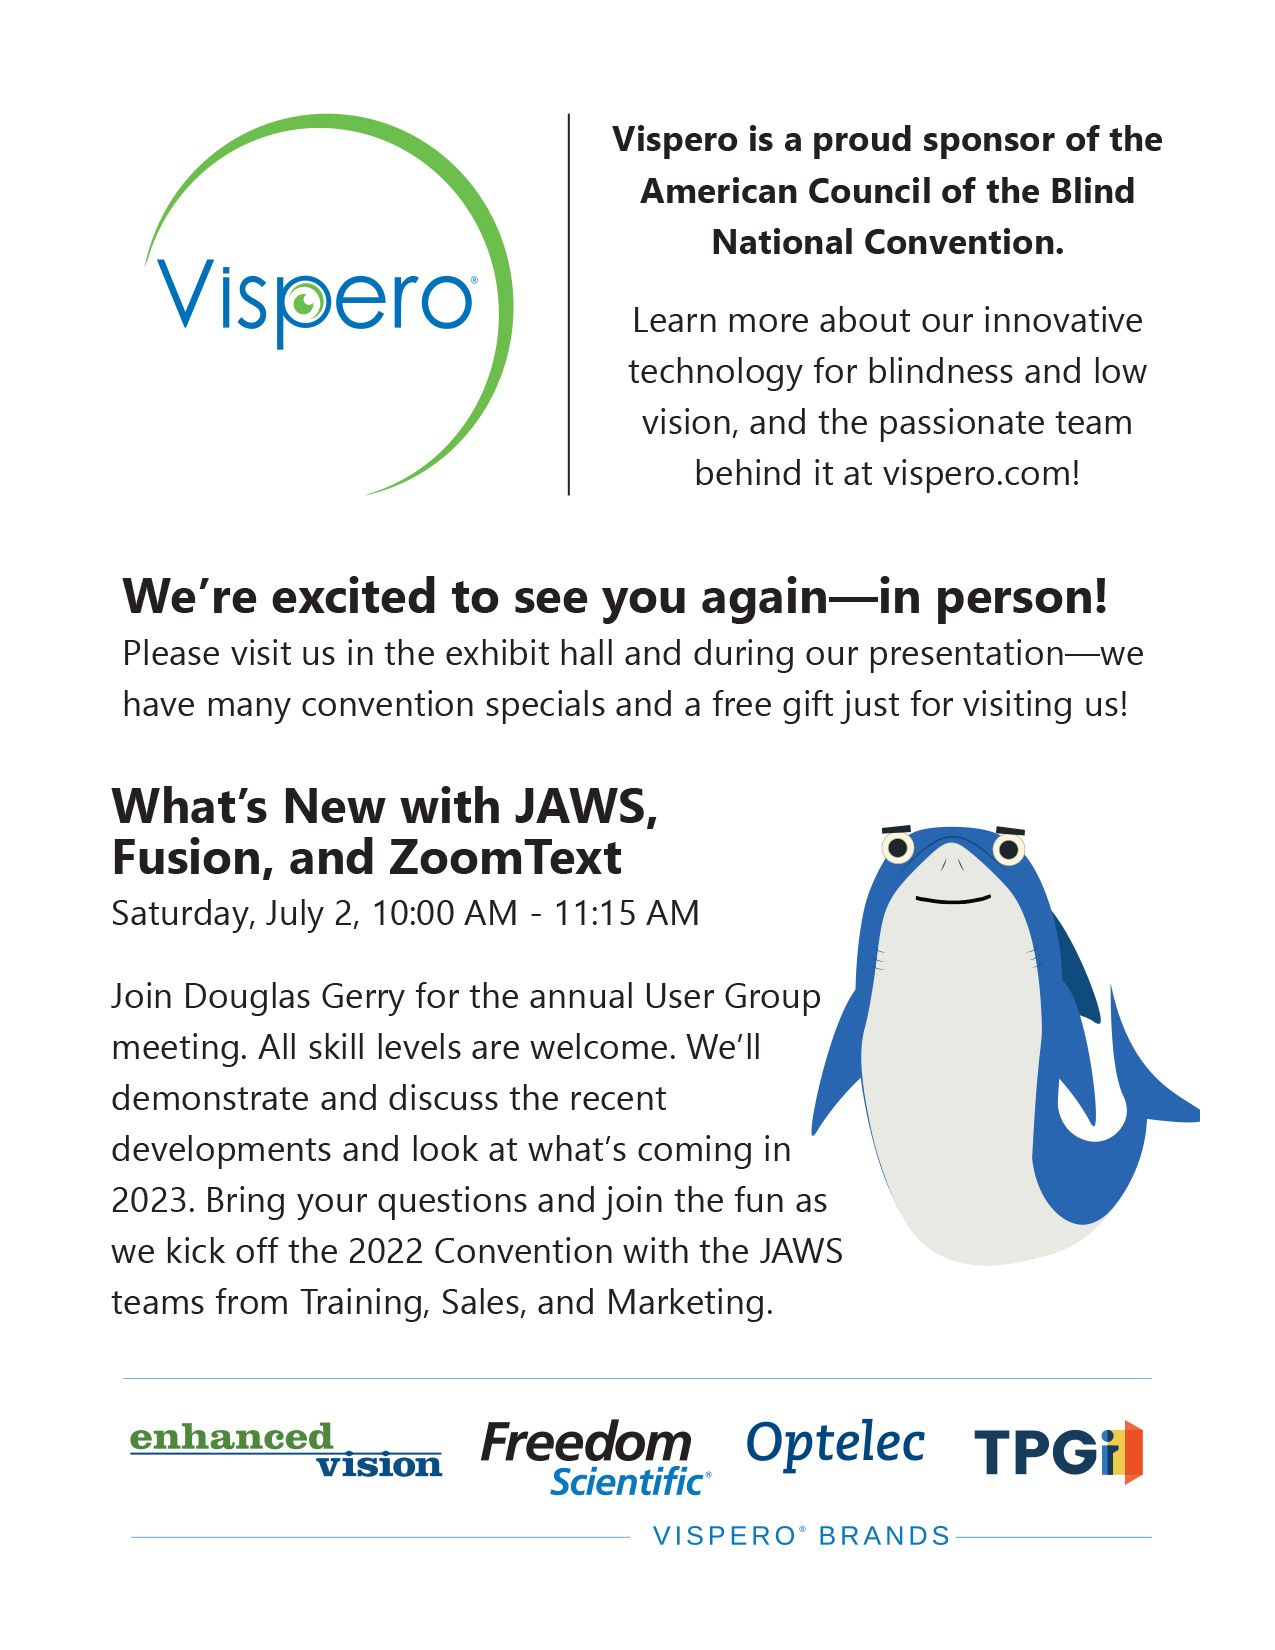 Vispero®
Vispero is a proud sponsor of the
American Council of the Blind
National Convention.
Learn more about our innovative
technology for blindness and low
vision, and the passionate team
behind it at vispero.com!
We’re excited to see you again—in person!
Please visit us in the exhibit hall and during our presentation—we
have many convention specials and a free gift just for visiting us!
What’s New with JAWS,
Fusion, and ZoomText
Saturday, July 2, 10:00 AM - 11:15 AM
Join Douglas Gerry for the annual User Group
meeting. All skill levels are welcome. We’ll
demonstrate and discuss the recent
developments and look at what’s coming in
2023. Bring your questions and join the fun as
we kick off the 2022 Convention with the JAWS
teams from Training, Sales, and Marketing.
enhanced
vision
Freedom
Scientific®
Optelec
TPGi
VISPERO® BRANDS